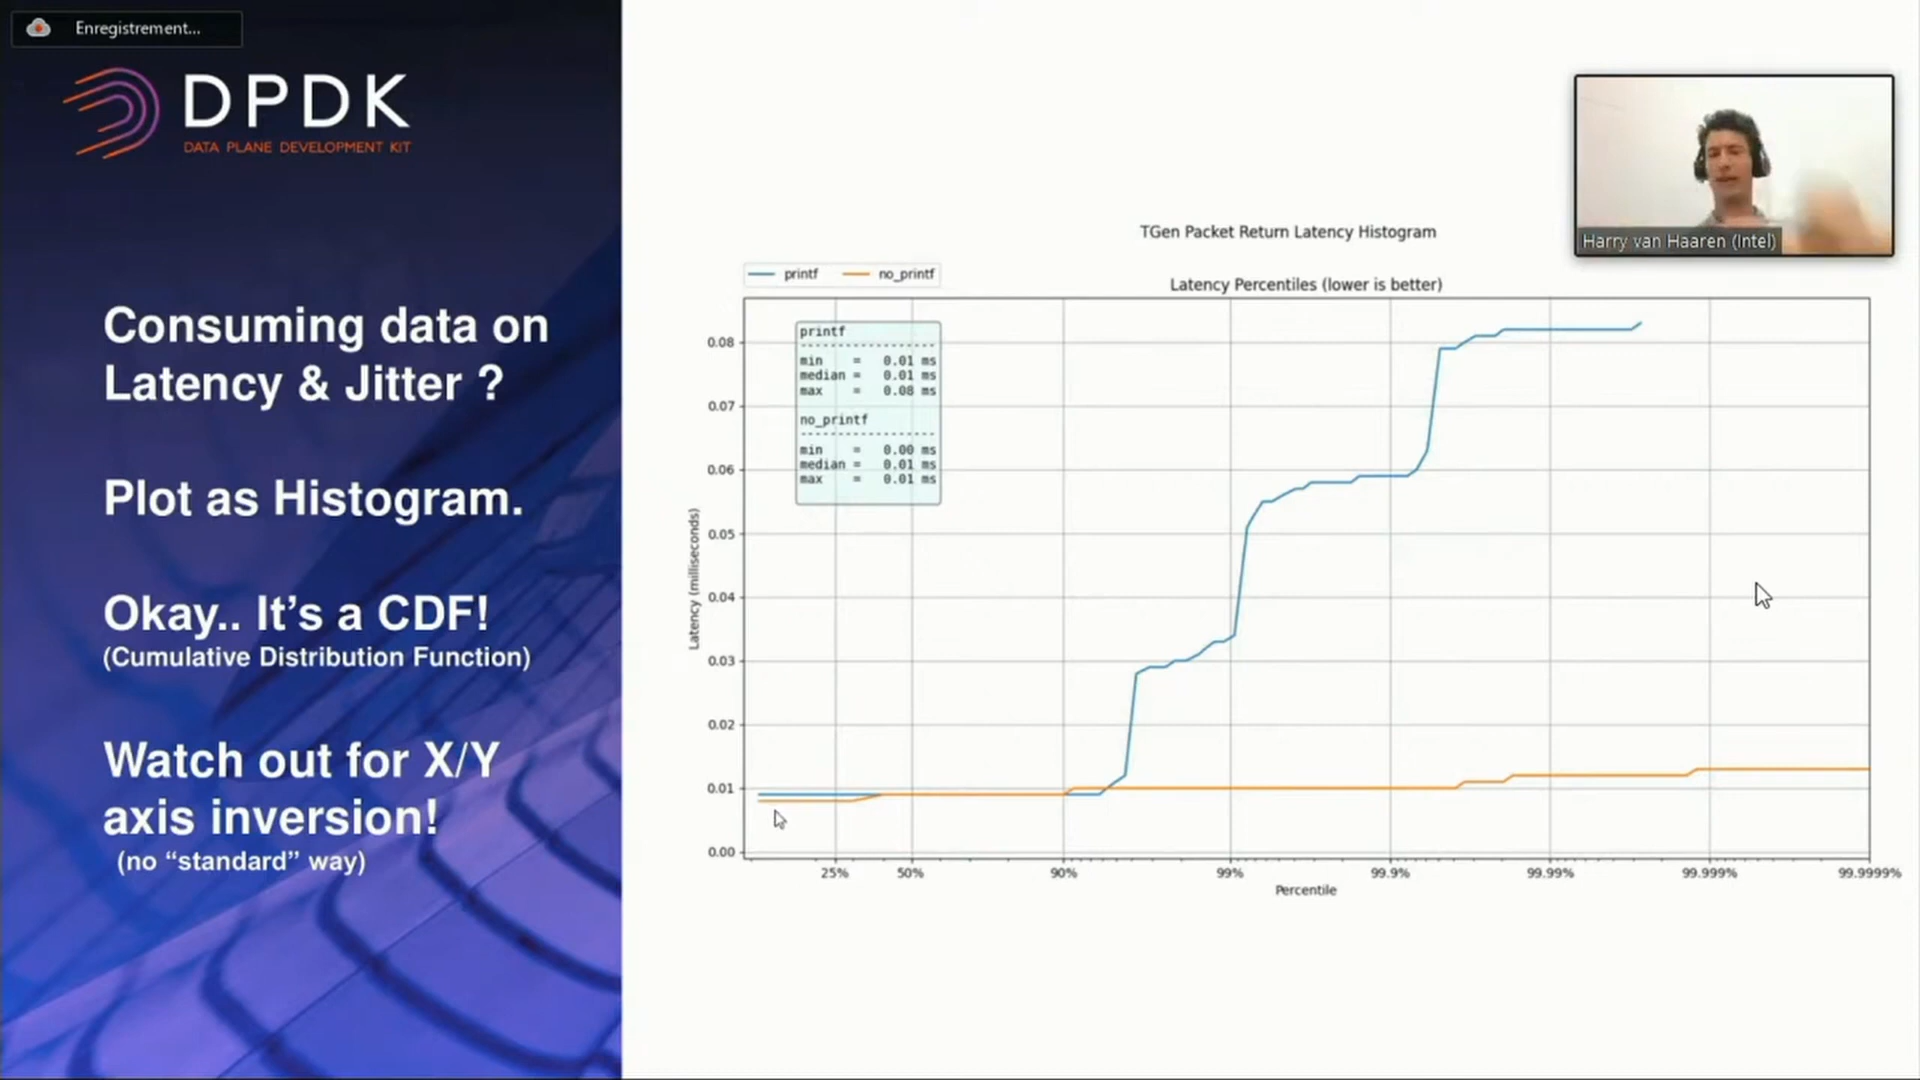 Enregistrement...
DPDK
DATA PLANE DEVELOPMENT KIT
Consuming data on
Latency & Jitter ?
Plot as Histogram.
Okay.. It’s a CDF!
(Cumulative Distribution Function)
Watch out for X/Y
axis inversion!
(no “standard” way)
Harry van Haaren (Intel)
TGen Packet Return Latency Histogram
printf no_printf
Latency Percentiles (lower is better)
printf
min = 0.01 ms
median = 0.01 ms
max = 0.08 ms
no_printf
min = 0.00 ms
median = 0.01 ms
max = 0.01 ms
Latency (milliseconds)
0.08
0.07
0.06
0.05
0.04
0.03
0.02
0.01
0.00
25% 50% 90% 99% 99.9% 99.99% 99.999% 99.9999%
Percentile